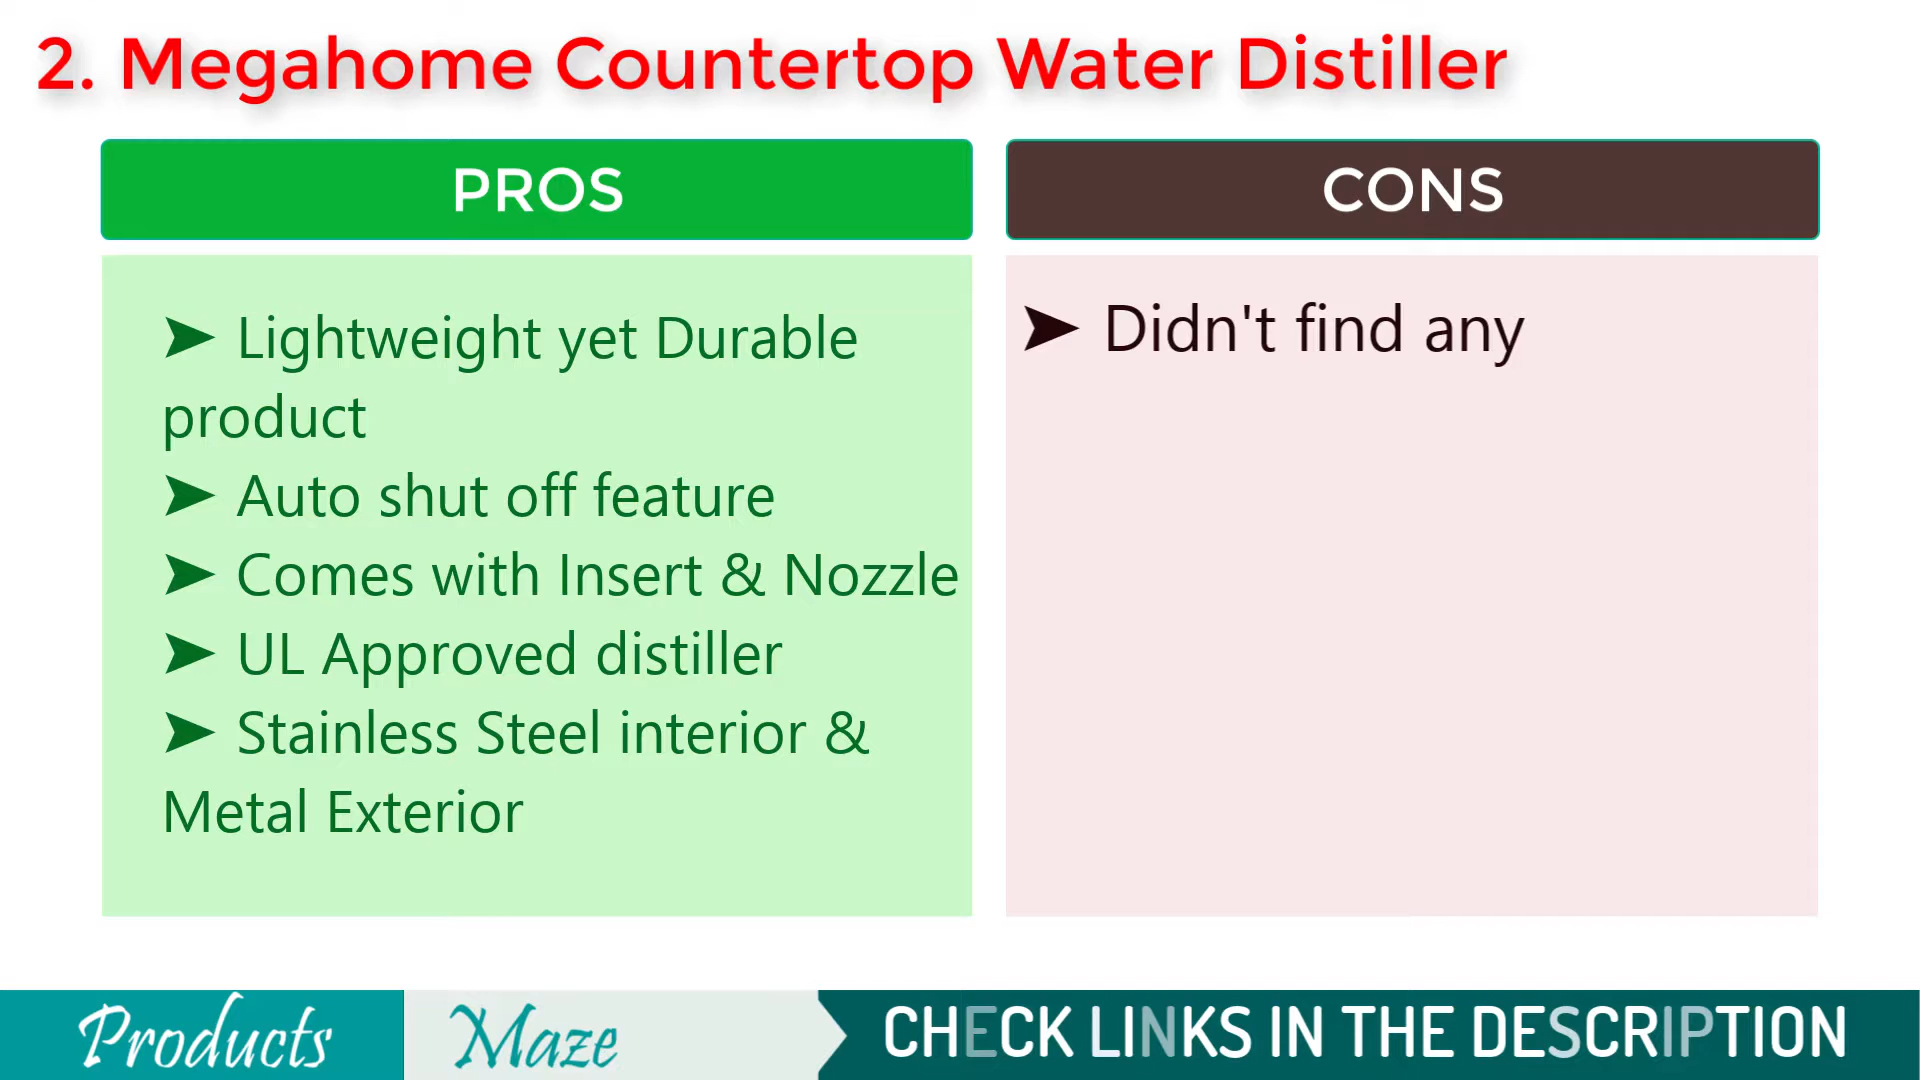 2. Megahome Countertop Water Distiller
PROS
CONS
➤ Lightweight yet Durable
product
➤ Auto shut off feature
➤ Comes with Insert & Nozzle
➤ UL Approved distiller
➤ Stainless Steel interior &
Metal Exterior
➤ Didn't find any
Products Maze
CHECK LINKS IN THE DESCRIPTION